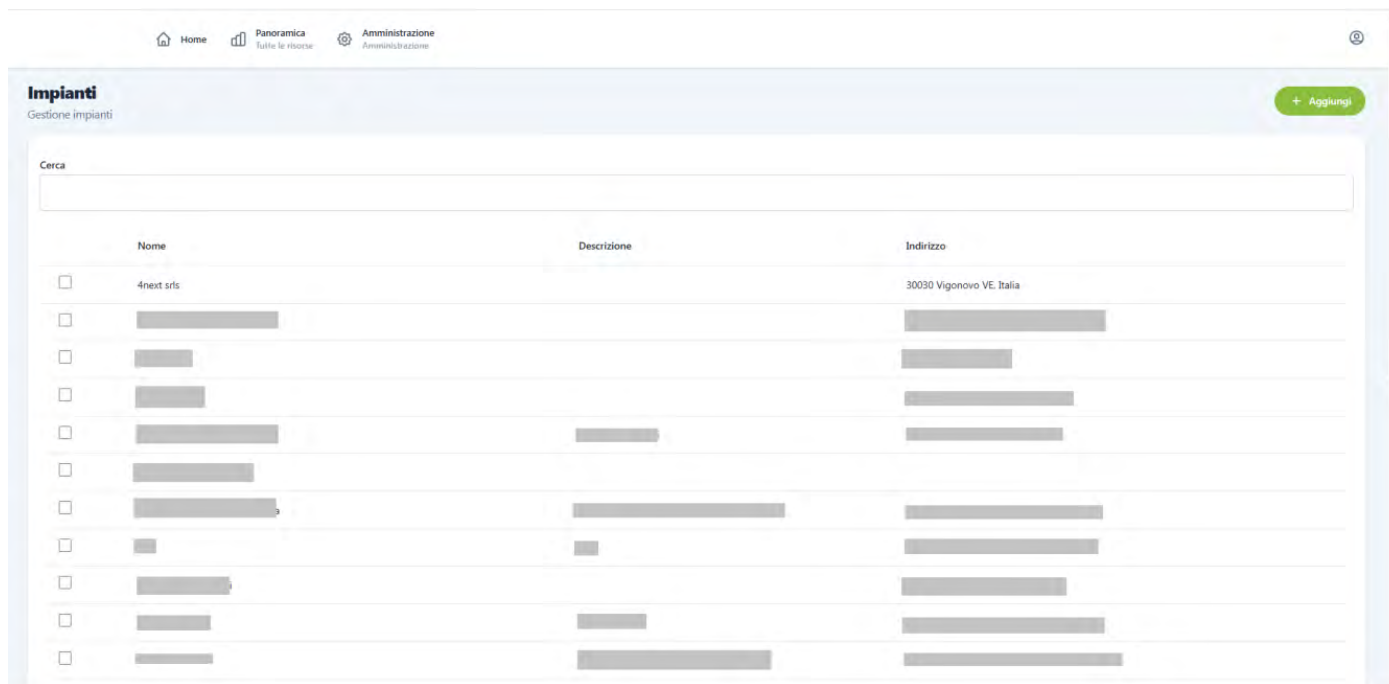 Home
Panoramica
Tutte le risorse
Amministrazione
Amministrazione
Impianti
Gestione impianti
+ Aggiungi
Cerca
Nome Descrizione Indirizzo
4next srls 30030 Vigonovo VE, Italia